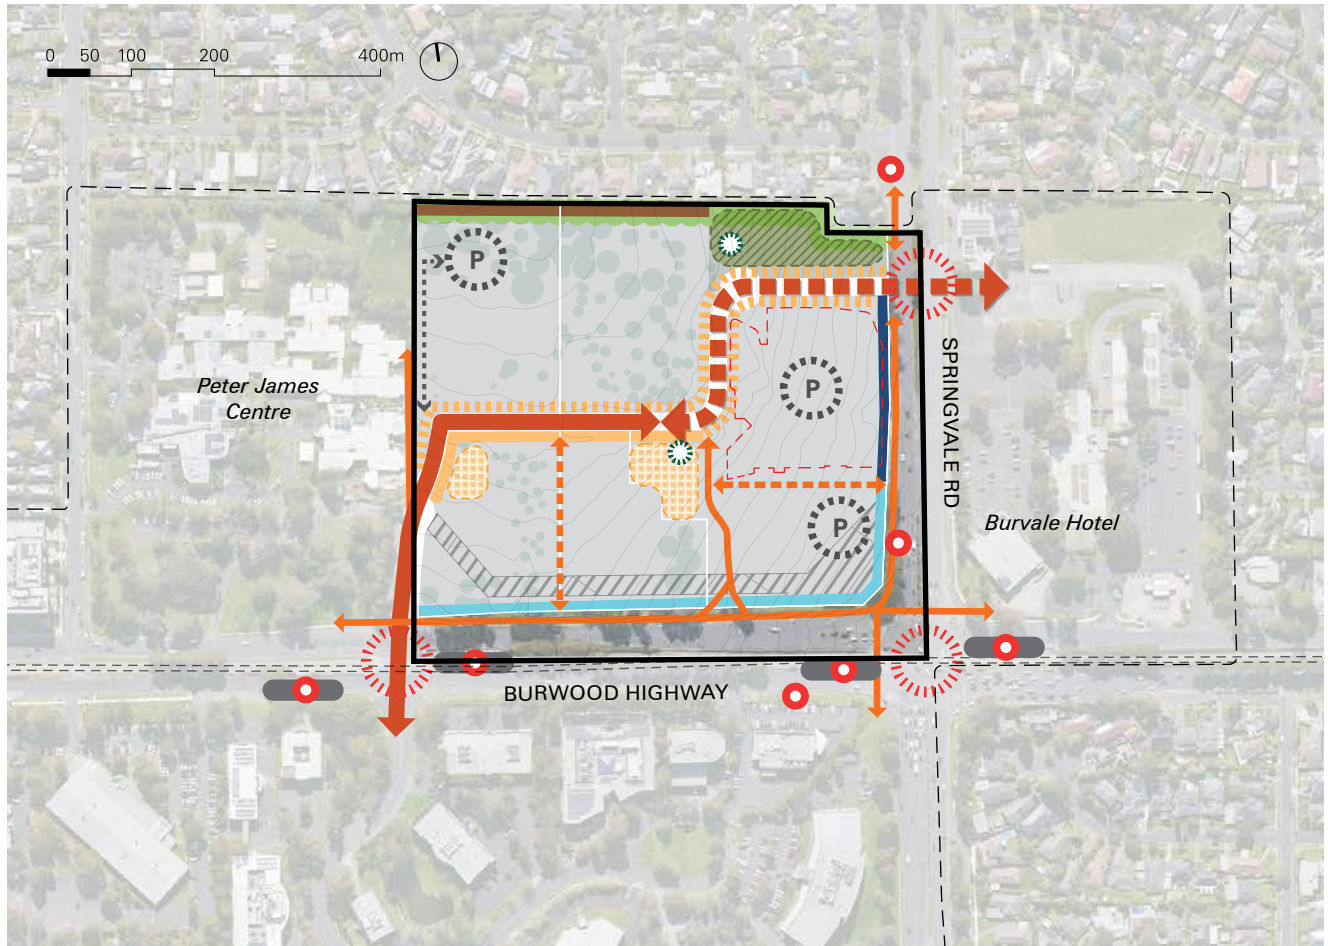 0 50 100 200 400m
P
Peter James
Centre
P
SPRINGVALE RD
P
Burvale Hotel
BURWOOD HIGHWAY